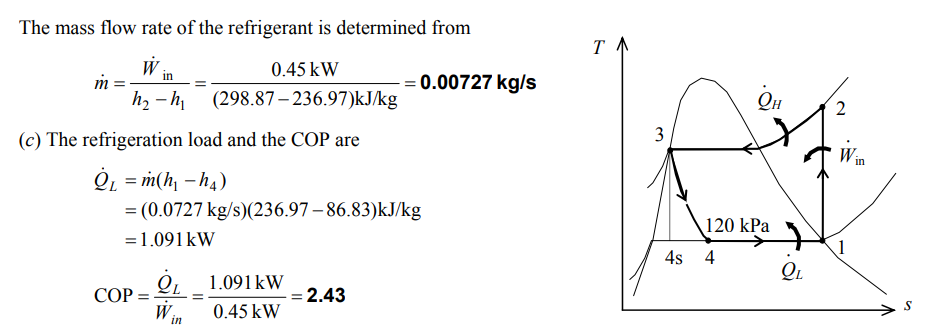 The mass flow rate of the refrigerant is determined from
ṁ = Ẇ in / (h₂ − h₁) = 0.45 kW / ((298.87 − 236.97)kJ/kg) = 0.00727 kg/s
(c) The refrigeration load and the COP are
Q̇L = ṁ(h₁ − h₄)
= (0.0727 kg/s)(236.97 − 86.83)kJ/kg
= 1.091 kW
COP = Q̇L / Ẇin = 1.091 kW / 0.45 kW = 2.43
T
Q̇H
2
3
Ẇin
120 kPa
1
4s
4
Q̇L
s